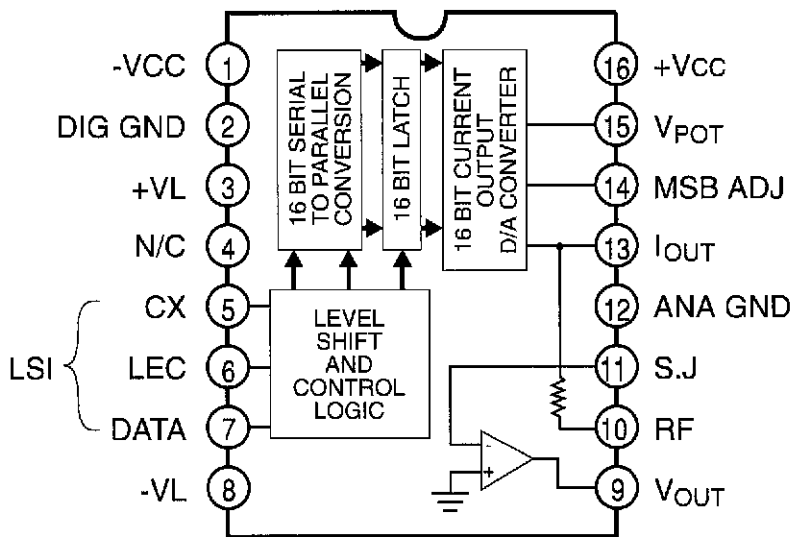 -VCC
1
DIG GND
2
+VL
3
N/C
4
LSI
CX
5
LEC
6
DATA
7
-VL
8
16 BIT SERIAL
TO PARALLEL
CONVERSION
16 BIT LATCH
16 BIT CURRENT
OUTPUT
D/A CONVERTER
LEVEL
SHIFT
AND
CONTROL
LOGIC
-
+
16
+VCC
15
VPOT
14
MSB ADJ
13
IOUT
12
ANA GND
11
S.J
10
RF
9
VOUT